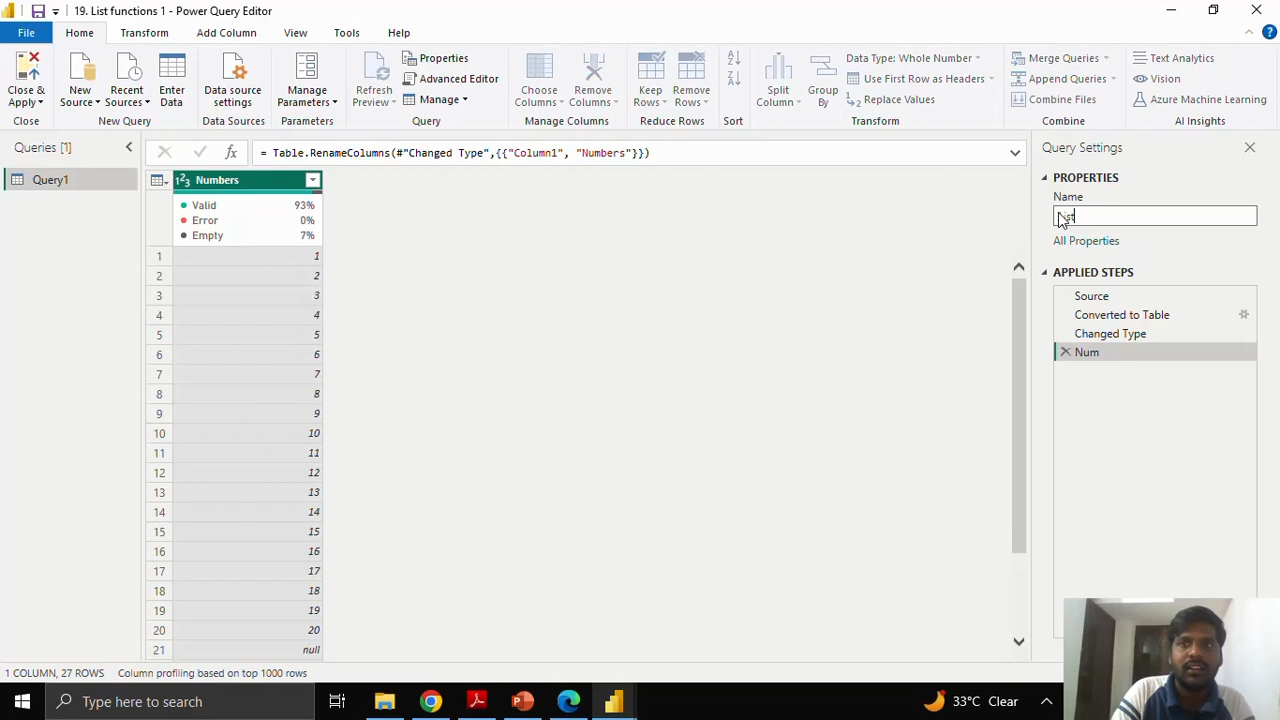 19. List functions 1 - Power Query Editor
File Home Transform Add Column View Tools Help
Close & Apply
New Source
Recent Sources
Enter Data
Data source settings
Manage Parameters
Refresh Preview
Properties
Advanced Editor
Manage
Choose Columns
Remove Columns
Keep Rows
Remove Rows
Split Column
Group By
Data Type: Whole Number
Use First Row as Headers
Replace Values
Merge Queries
Append Queries
Combine Files
Text Analytics
Vision
Azure Machine Learning
Close New Query Data Sources Parameters Query Manage Columns Reduce Rows Sort Transform Combine AI Insights
Queries [1]
Query1
= Table.RenameColumns(#"Changed Type",{{"Column1", "Numbers"}})
Numbers
Valid 93%
Error 0%
Empty 7%
1 1
2 2
3 3
4 4
5 5
6 6
7 7
8 8
9 9
10 10
11 11
12 12
13 13
14 14
15 15
16 16
17 17
18 18
19 19
20 20
21 null
Query Settings
PROPERTIES
Name
All Properties
APPLIED STEPS
Source
Converted to Table
Changed Type
Num
1 COLUMN, 27 ROWS Column profiling based on top 1000 rows
Type here to search
33°C Clear